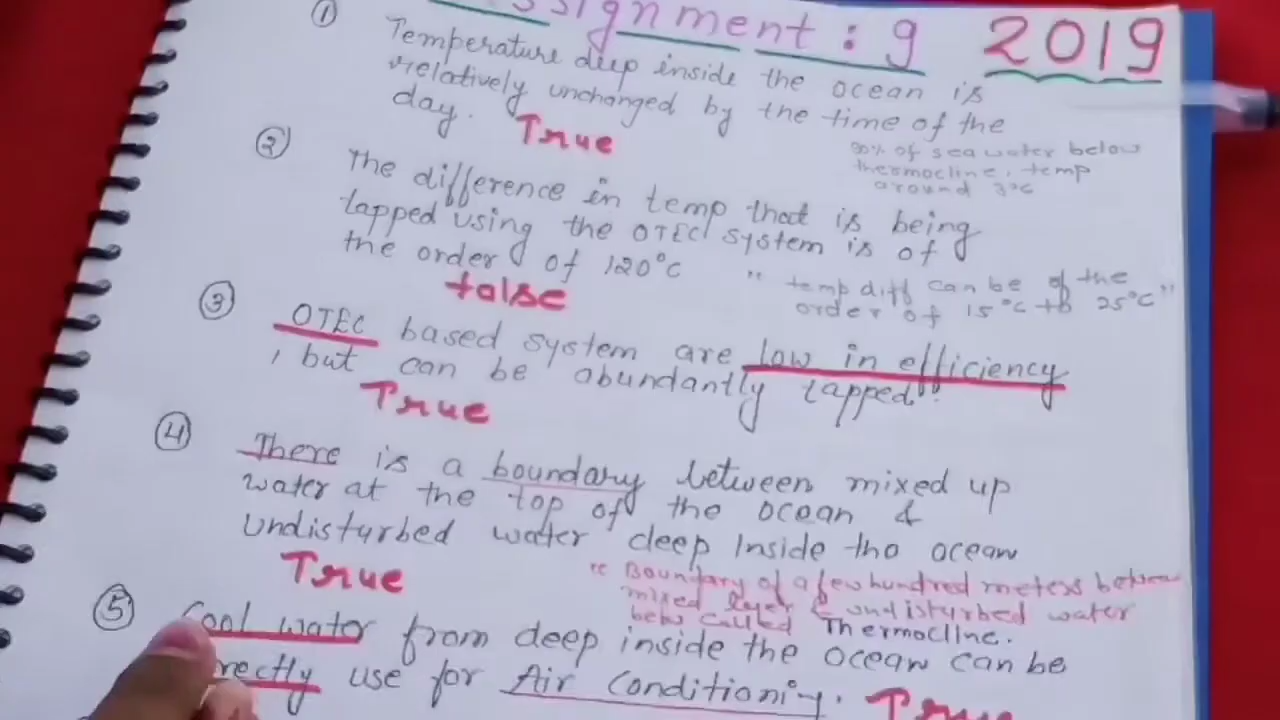 ssignment : 9 2019
① Temperature deep inside the ocean is
relatively unchanged by the time of the
day. True
90% of sea water below
thermocline, temp
around 3°C
② The difference in temp that is being
tapped using the OTEC system is of
the order of 120°C
false
" temp diff can be of the
order of 15°C to 25°C "
③ OTEC based system are low in efficiency
, but can be abundantly tapped!!
True
④ There is a boundary between mixed up
water at the top of the ocean &
undisturbed water deep Inside the ocean
True
" Boundary of a few hundred meters between
mixed layer & undisturbed water
below called Thermocline.
⑤ Cool water from deep inside the ocean can be
rectly use for Air Conditioning. True